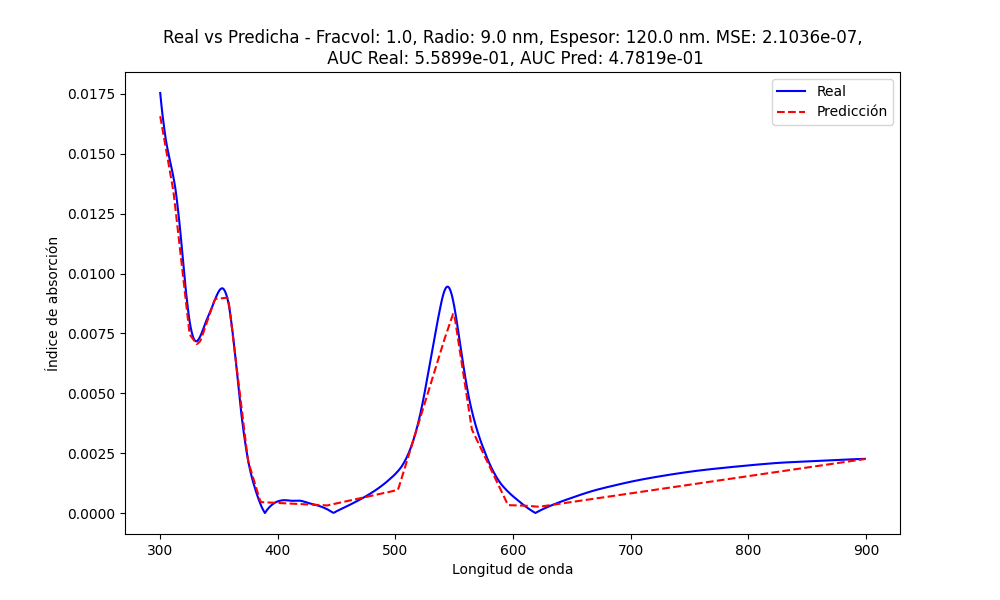 Real vs Predicha - Fracvol: 1.0, Radio: 9.0 nm, Espesor: 120.0 nm. MSE: 2.1036e-07,
AUC Real: 5.5899e-01, AUC Pred: 4.7819e-01
Real
Predicción
Índice de absorción
0.0175
0.0150
0.0125
0.0100
0.0075
0.0050
0.0025
0.0000
300 400 500 600 700 800 900
Longitud de onda